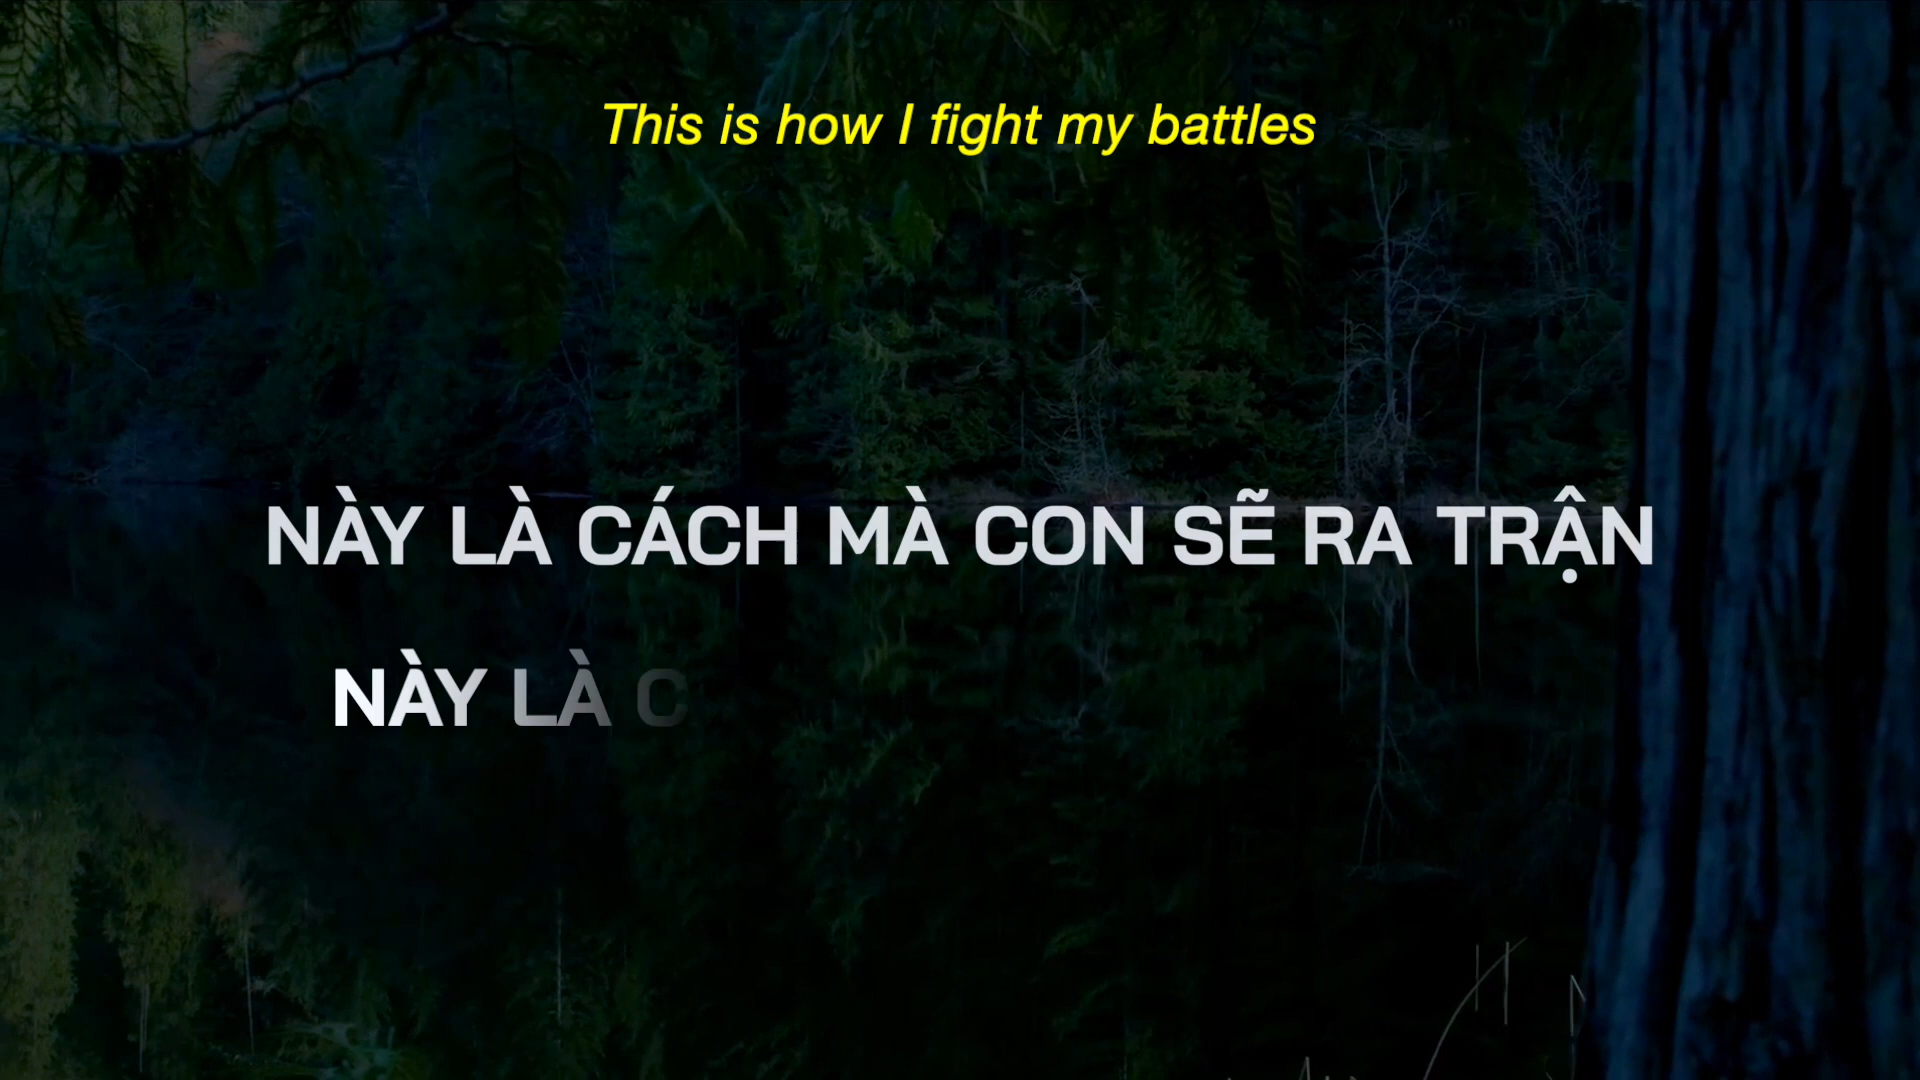 This is how I fight my battles
NÀY LÀ CÁCH MÀ CON SẼ RA TRẬN
NÀY LÀ C